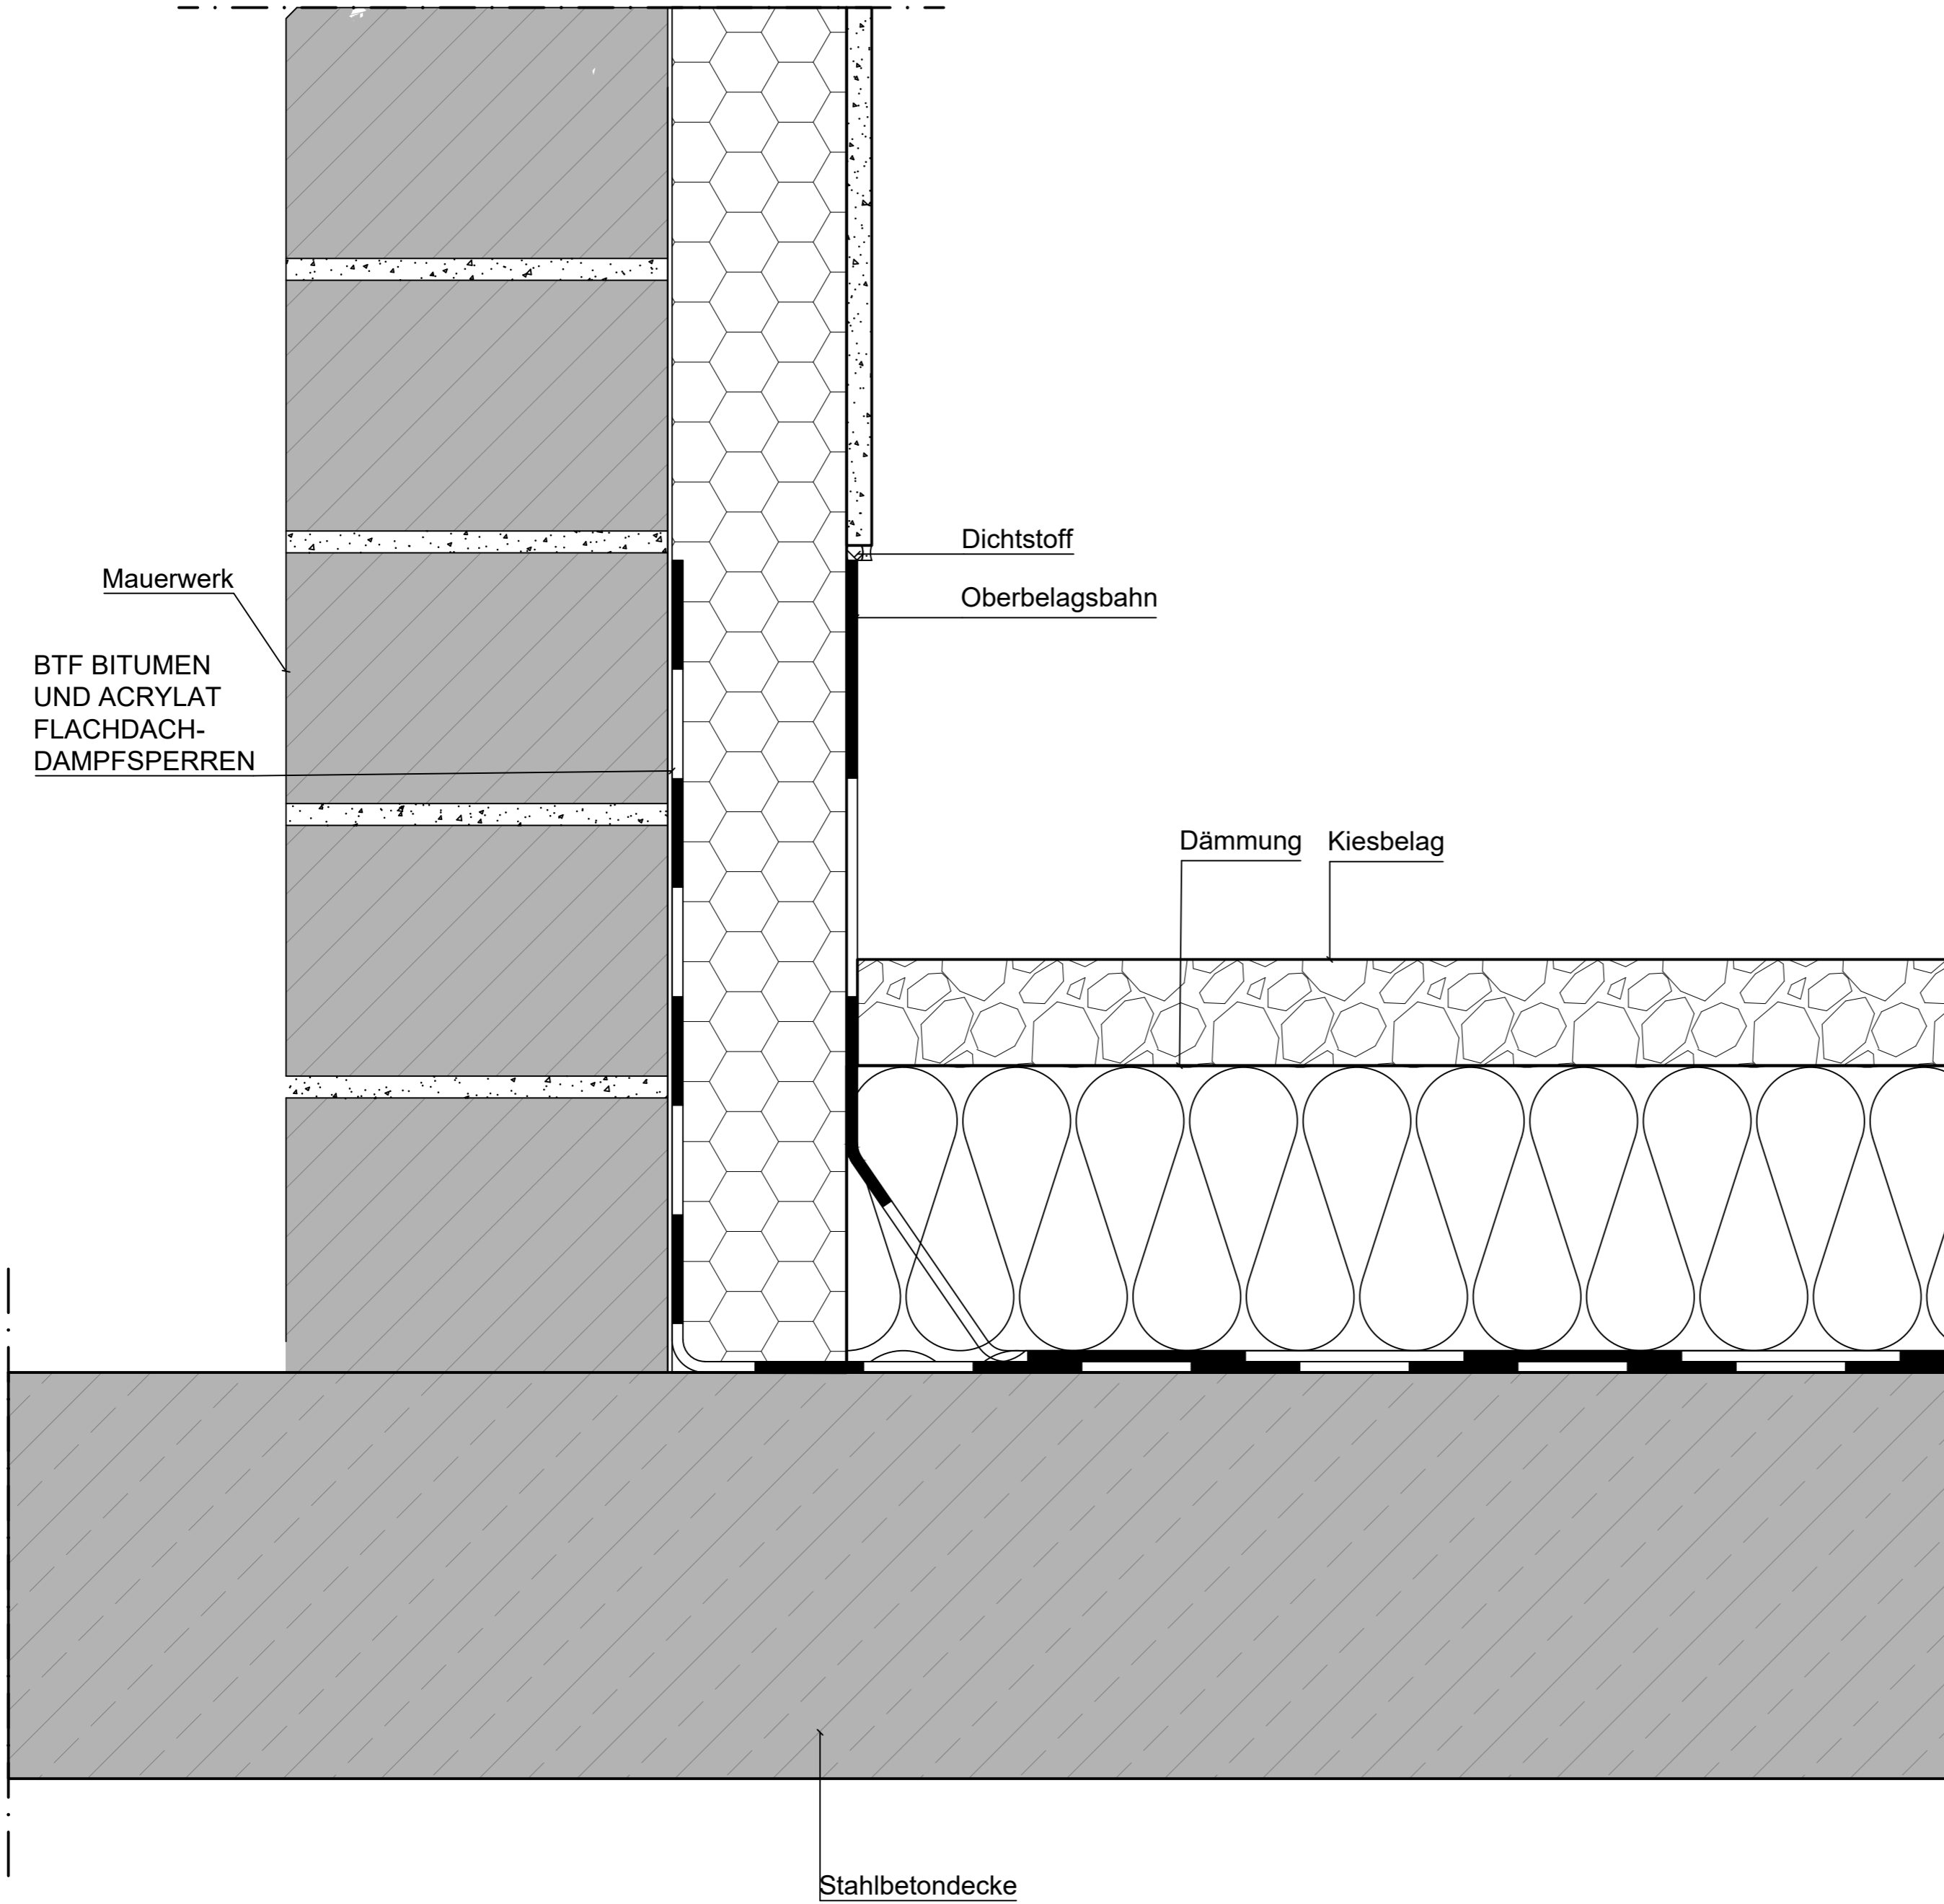 Dichtstoff
Mauerwerk
Oberbelagsbahn
BTF BITUMEN
UND ACRYLAT
FLACHDACH-
DAMPFSPERREN
Dämmung
Kiesbelag
Stahlbetondecke